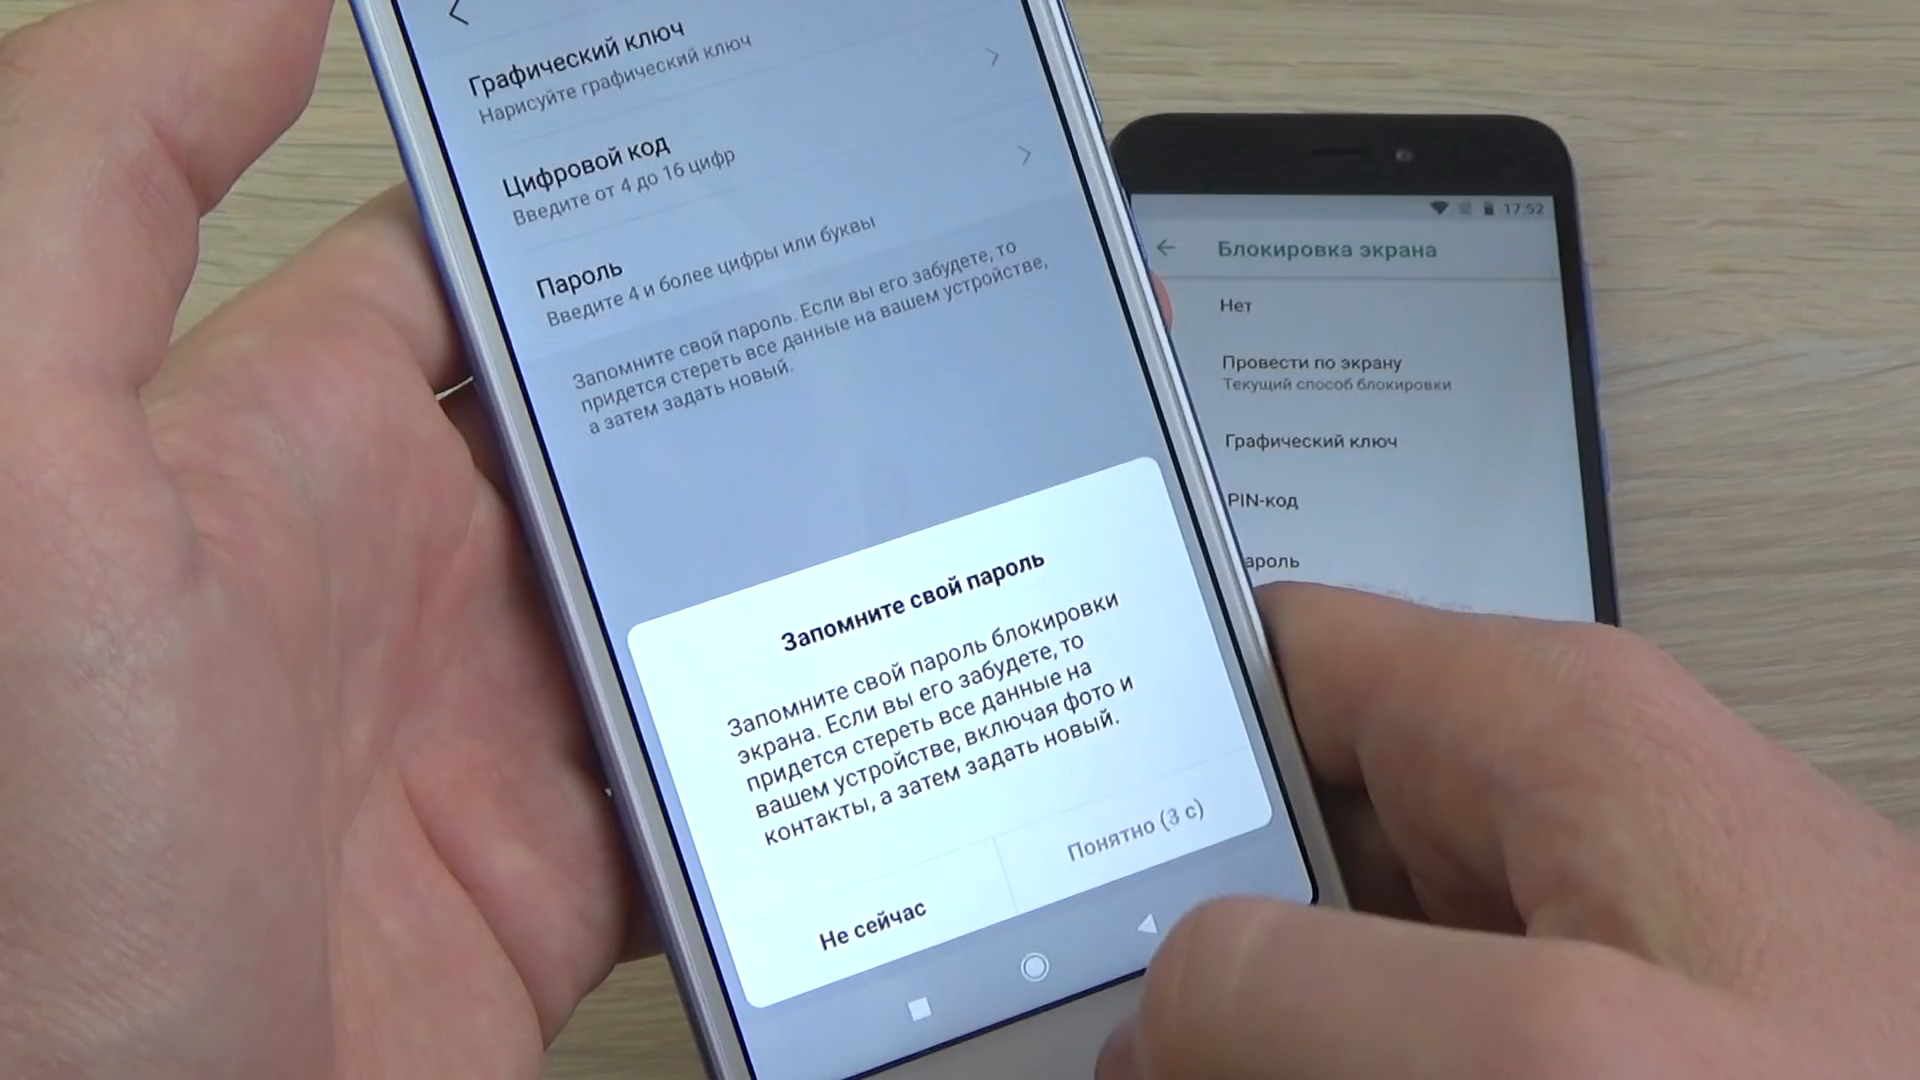 Графический ключ
Нарисуйте графический ключ
Цифровой код
Введите от 4 до 16 цифр
Пароль
Введите 4 и более цифры или буквы
Запомните свой пароль. Если вы его забудете, то
придется стереть все данные на вашем устройстве,
а затем задать новый.
Запомните свой пароль
Запомните свой пароль блокировки
экрана. Если вы его забудете, то
придется стереть все данные на
вашем устройстве, включая фото и
контакты, а затем задать новый.
Не сейчас
Понятно (3 с)
17:52
Блокировка экрана
Нет
Провести по экрану
Текущий способ блокировки
Графический ключ
PIN-код
ароль